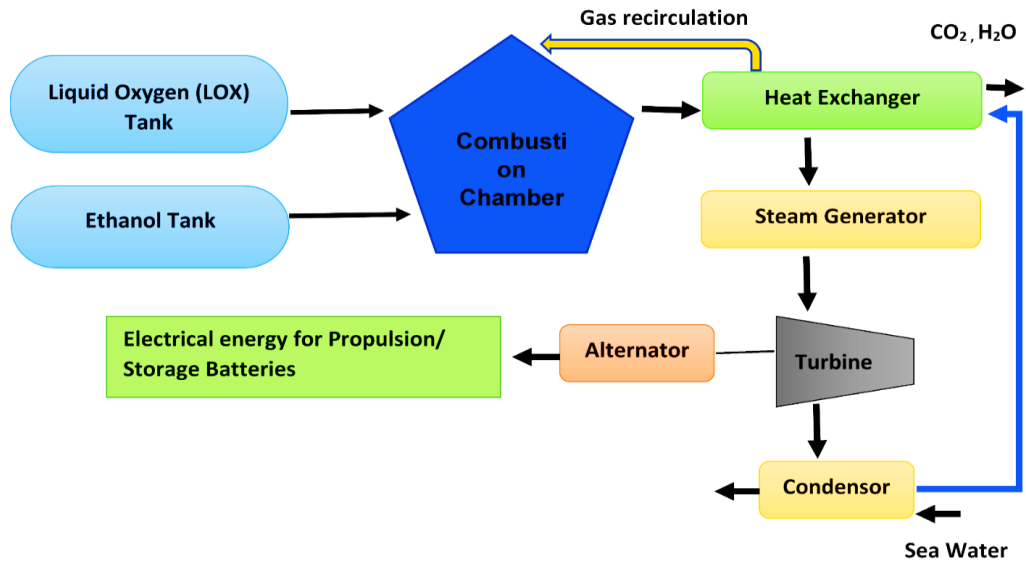 Gas recirculation
CO₂ , H₂O
Liquid Oxygen (LOX)
Tank
Heat Exchanger
Combusti
on
Chamber
Ethanol Tank
Steam Generator
Electrical energy for Propulsion/
Storage Batteries
Alternator
Turbine
Condensor
Sea Water